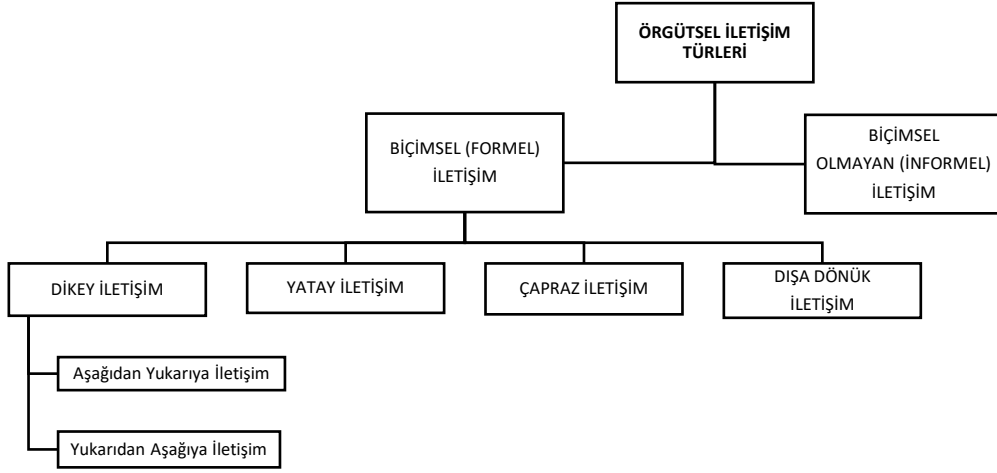 ÖRGÜTSEL İLETİŞİM
TÜRLERİ
BİÇİMSEL (FORMEL)
İLETİŞİM
BİÇİMSEL
OLMAYAN (İNFORMEL)
İLETİŞİM
DİKEY İLETİŞİM
YATAY İLETİŞİM
ÇAPRAZ İLETİŞİM
DIŞA DÖNÜK
İLETİŞİM
Aşağıdan Yukarıya İletişim
Yukarıdan Aşağıya İletişim